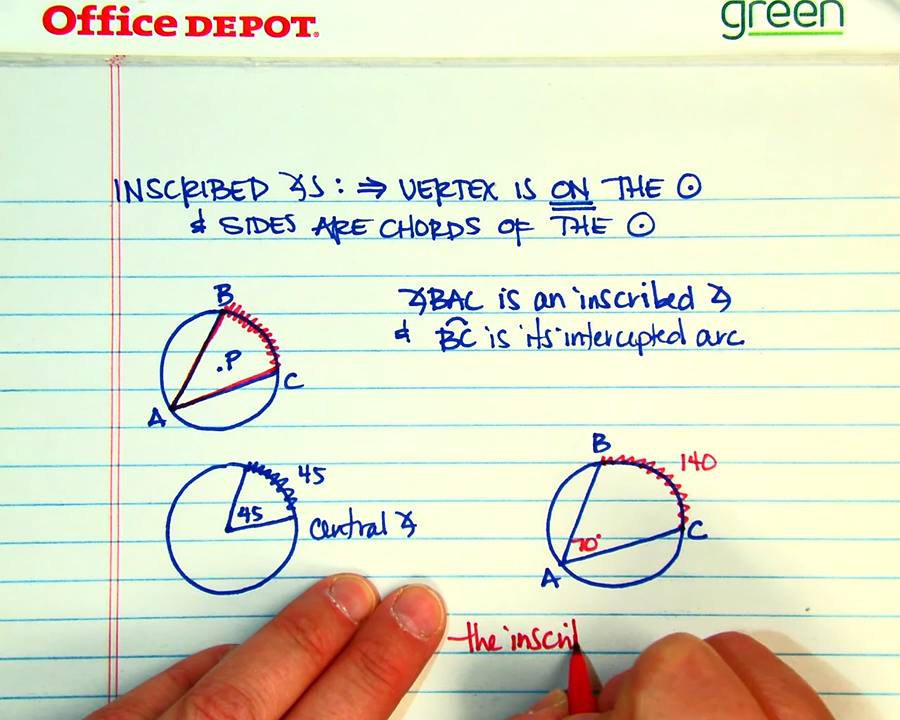 Office DEPOT.
green
INSCRIBED ∡S: ⇒ VERTEX IS ON THE ⊙
& SIDES ARE CHORDS OF THE ⊙
B
∡BAC is an inscribed ∡
& BC is its intercepted arc
.P
C
A
B
45
140
45
central ∡
70°
C
A
the inscri